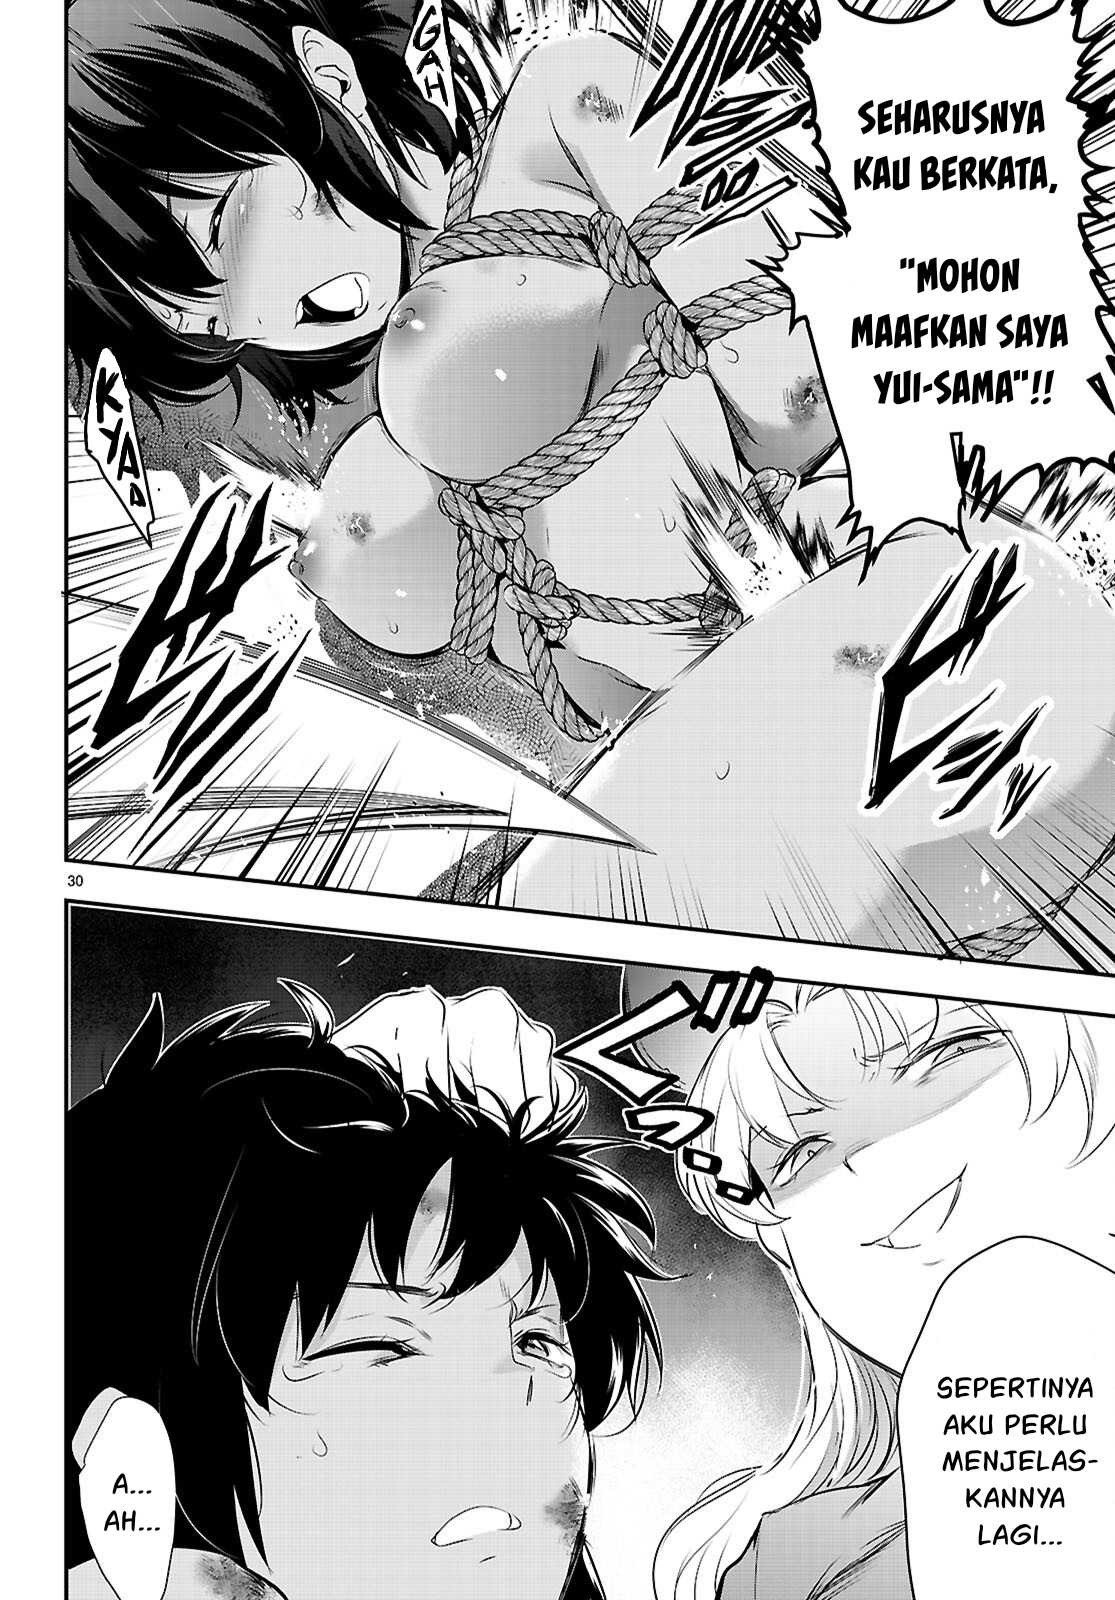 SEHARUSNYA
KAU BERKATA,
"MOHON
MAAFKAN SAYA
YUI-SAMA"!!
GAH
KYAA
30
SEPERTINYA
AKU PERLU
MENJELAS-
KANNYA
LAGI...
A...
AH...